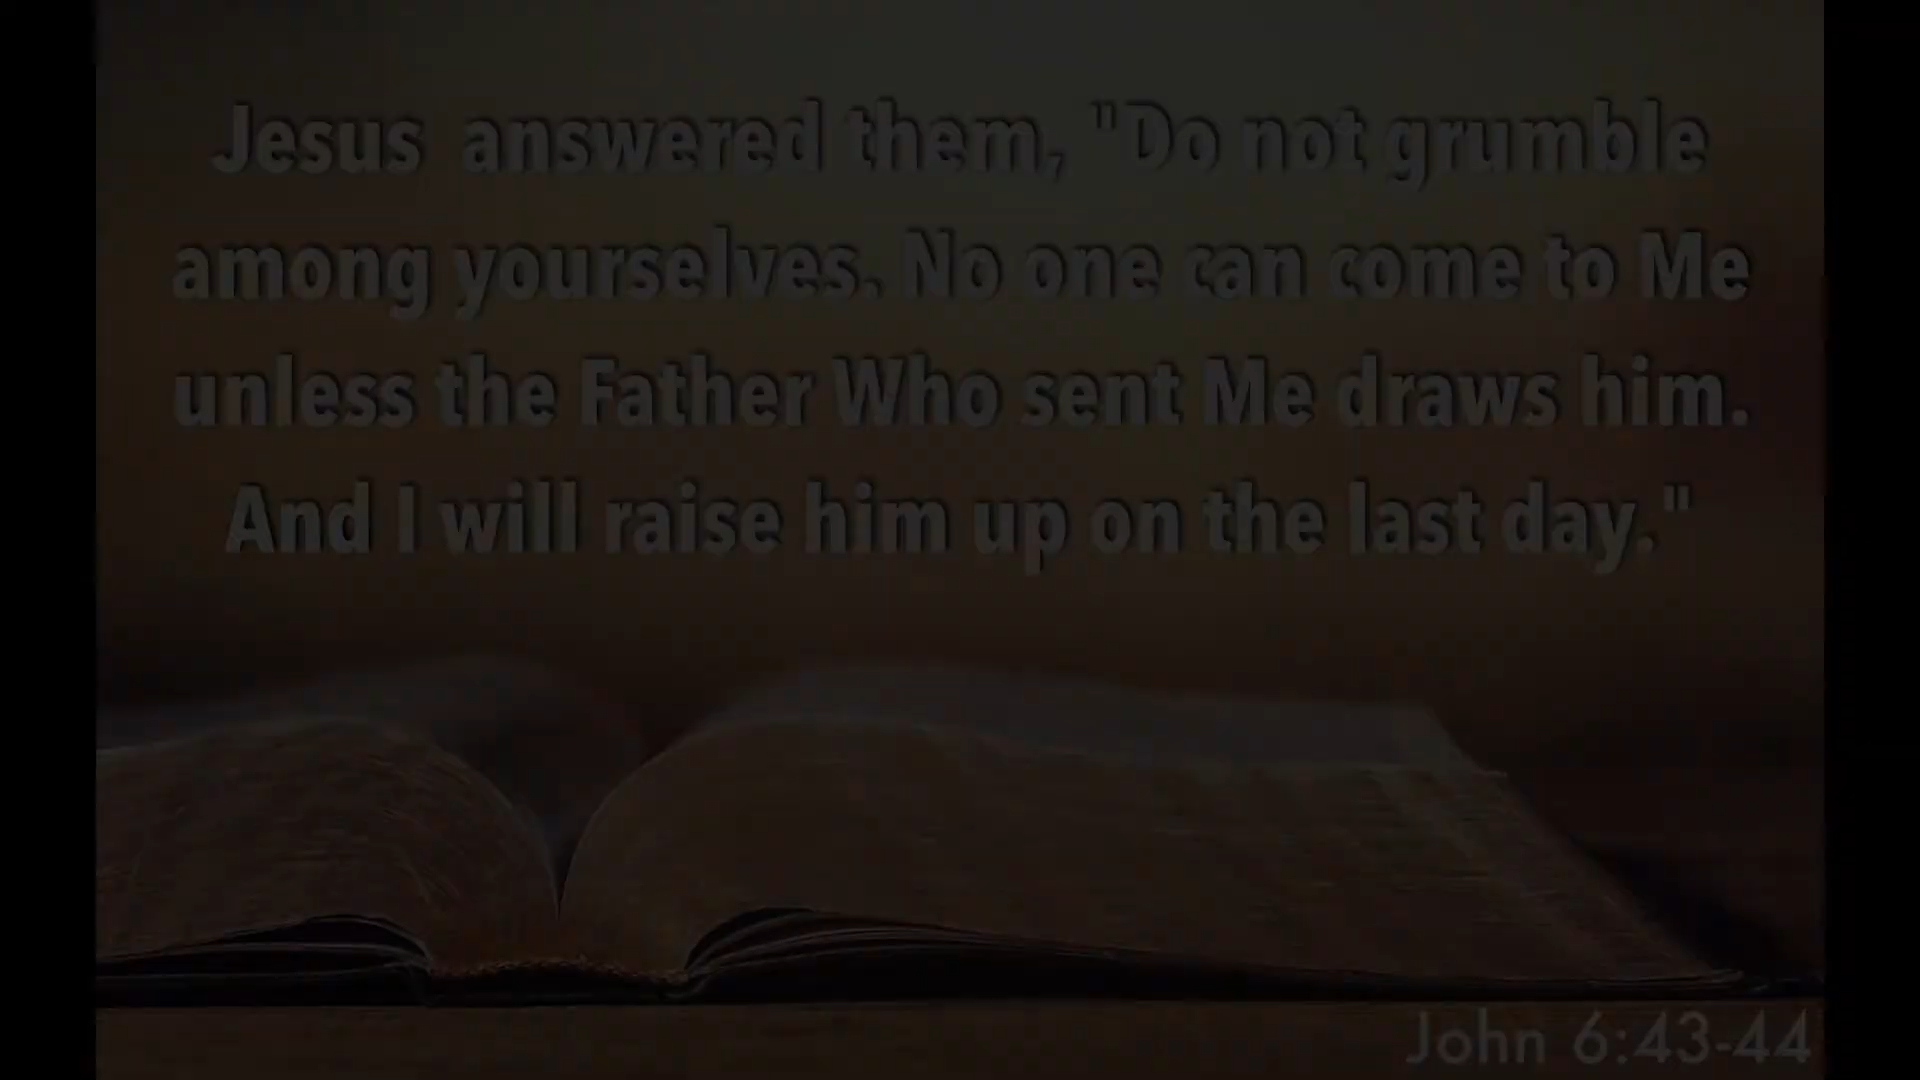 Jesus answered them, "Do not grumble
among yourselves. No one can come to Me
unless the Father Who sent Me draws him.
And I will raise him up on the last day."
John 6:43-44